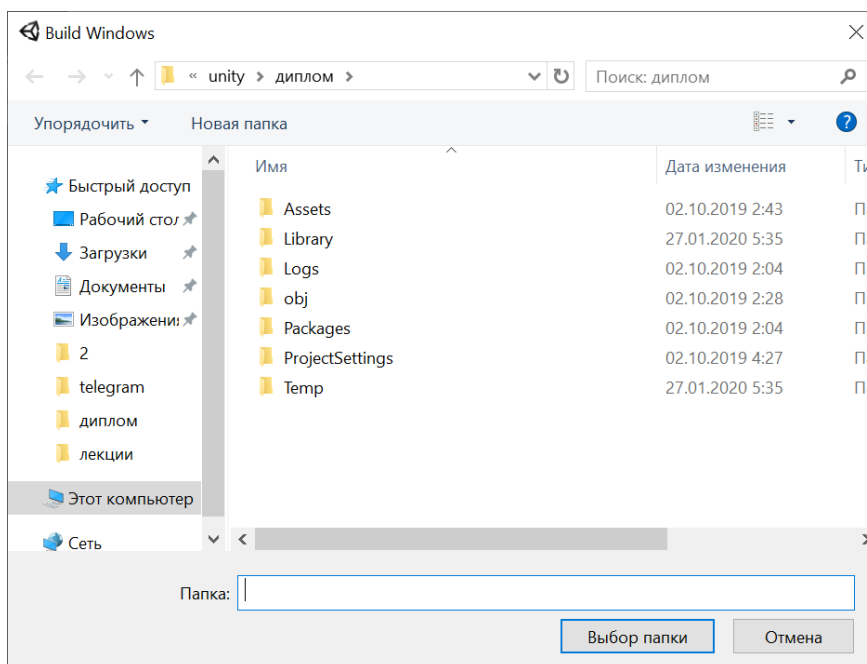 Build Windows
« unity > диплом >
Поиск: диплом
Упорядочить
Новая папка
Имя
Дата изменения
Ти
Быстрый доступ
Рабочий стол
Загрузки
Документы
Изображения
2
telegram
диплом
лекции
Этот компьютер
Сеть
Assets 02.10.2019 2:43 П
Library 27.01.2020 5:35 П
Logs 02.10.2019 2:04 П
obj 02.10.2019 2:28 П
Packages 02.10.2019 2:04 П
ProjectSettings 02.10.2019 4:27 П
Temp 27.01.2020 5:35 П
Папка:
Выбор папки
Отмена